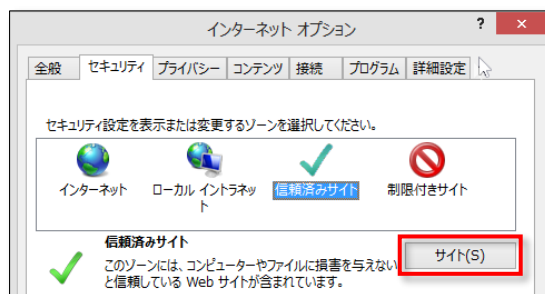 インターネット オプション ?
全般 セキュリティ プライバシー コンテンツ 接続 プログラム 詳細設定
セキュリティ設定を表示または変更するゾーンを選択してください。
インターネット ローカル イントラネッ 信頼済みサイト 制限付きサイト
ト
信頼済みサイト
サイト(S)
このゾーンには、コンピューターやファイルに損害を与えない
と信頼している Web サイトが含まれています。